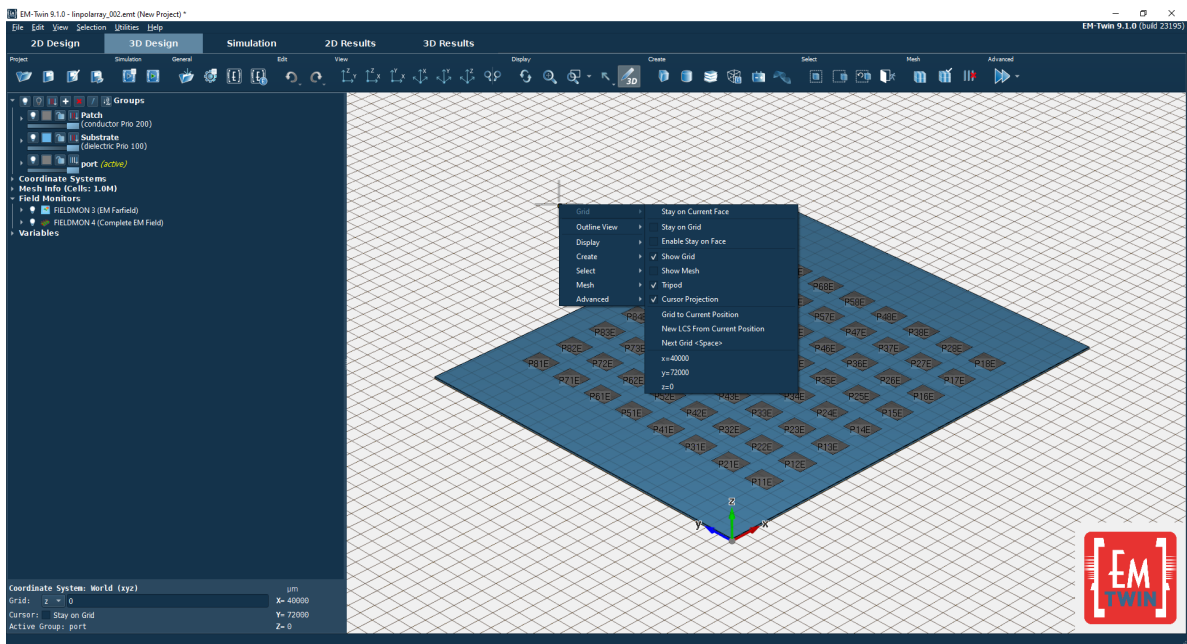 EM-Twin 9.1.0 - linpolarray_002.emt (New Project) *
File Edit View Selection Utilities Help
EM-Twin 9.1.0 (build 23195)
2D Design 3D Design Simulation 2D Results 3D Results
Project Simulation General Edit View Display Create Select Mesh Advanced
3D
Groups
Patch
(conductor Prio 200)
Substrate
(dielectric Prio 100)
port (active)
Coordinate Systems
Mesh Info (Cells: 1.0M)
Field Monitors
FIELDMON 3 (EM Farfield)
FIELDMON 4 (Complete EM Field)
Variables
Grid
Outline View
Display
Create
Select
Mesh
Advanced
Stay on Current Face
Stay on Grid
Enable Stay on Face
Show Grid
Show Mesh
Tripod
Cursor Projection
Grid to Current Position
New LCS From Current Position
Next Grid <Space>
x=40000
y=72000
z=0
P68E
P58E
P57E P48E
P83E P47E P38E
P82E P46E P37E P28E
P81E P72E P36E P27E P18E
P71E P62E P35E P26E P17E
P61E P52E P43E P34E P25E P16E
P51E P42E P33E P24E P15E
P41E P32E P23E P14E
P31E P22E P13E
P21E P12E
P11E
z
y x
Coordinate System: World (xyz) µm
Grid: z 0 X= 40000
Cursor: Stay on Grid Y= 72000
Active Group: port Z= 0
EM
TWIN